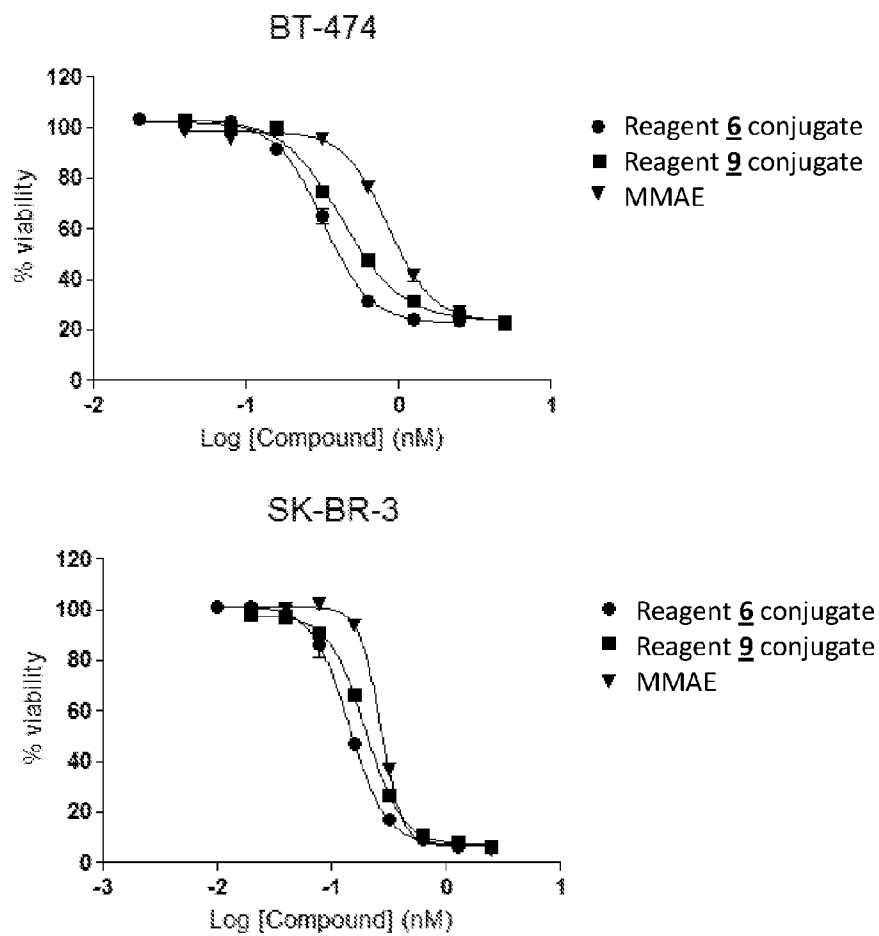 BT-474
120
100
80
60
40
20
0
% viability
-2
-1
0
1
Log [Compound] (nM)
Reagent 6 conjugate
Reagent 9 conjugate
MMAE
SK-BR-3
120
100
80
60
40
20
0
% viability
-3
-2
-1
0
1
Log [Compound] (nM)
Reagent 6 conjugate
Reagent 9 conjugate
MMAE